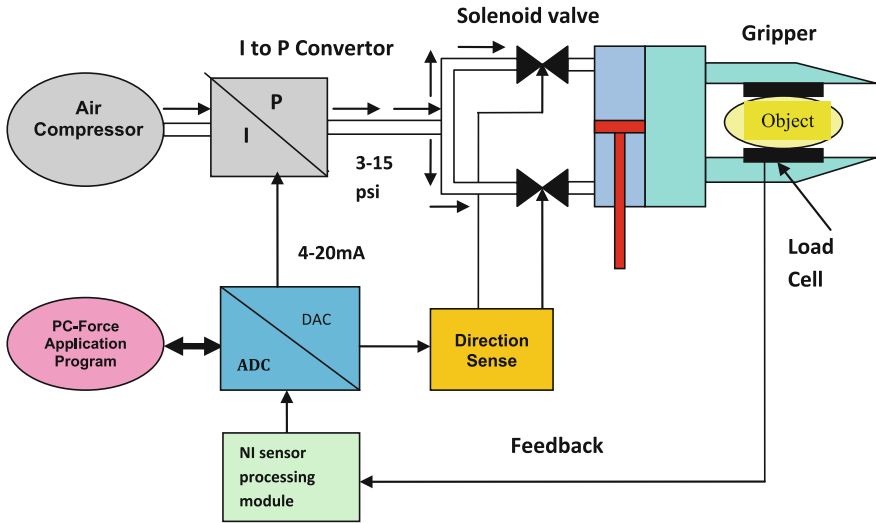 Solenoid valve
I to P Convertor
Gripper
Air
Compressor
P
I
Object
3-15
psi
Load
Cell
4-20mA
PC-Force
Application
Program
DAC
ADC
Direction
Sense
NI sensor
processing
module
Feedback